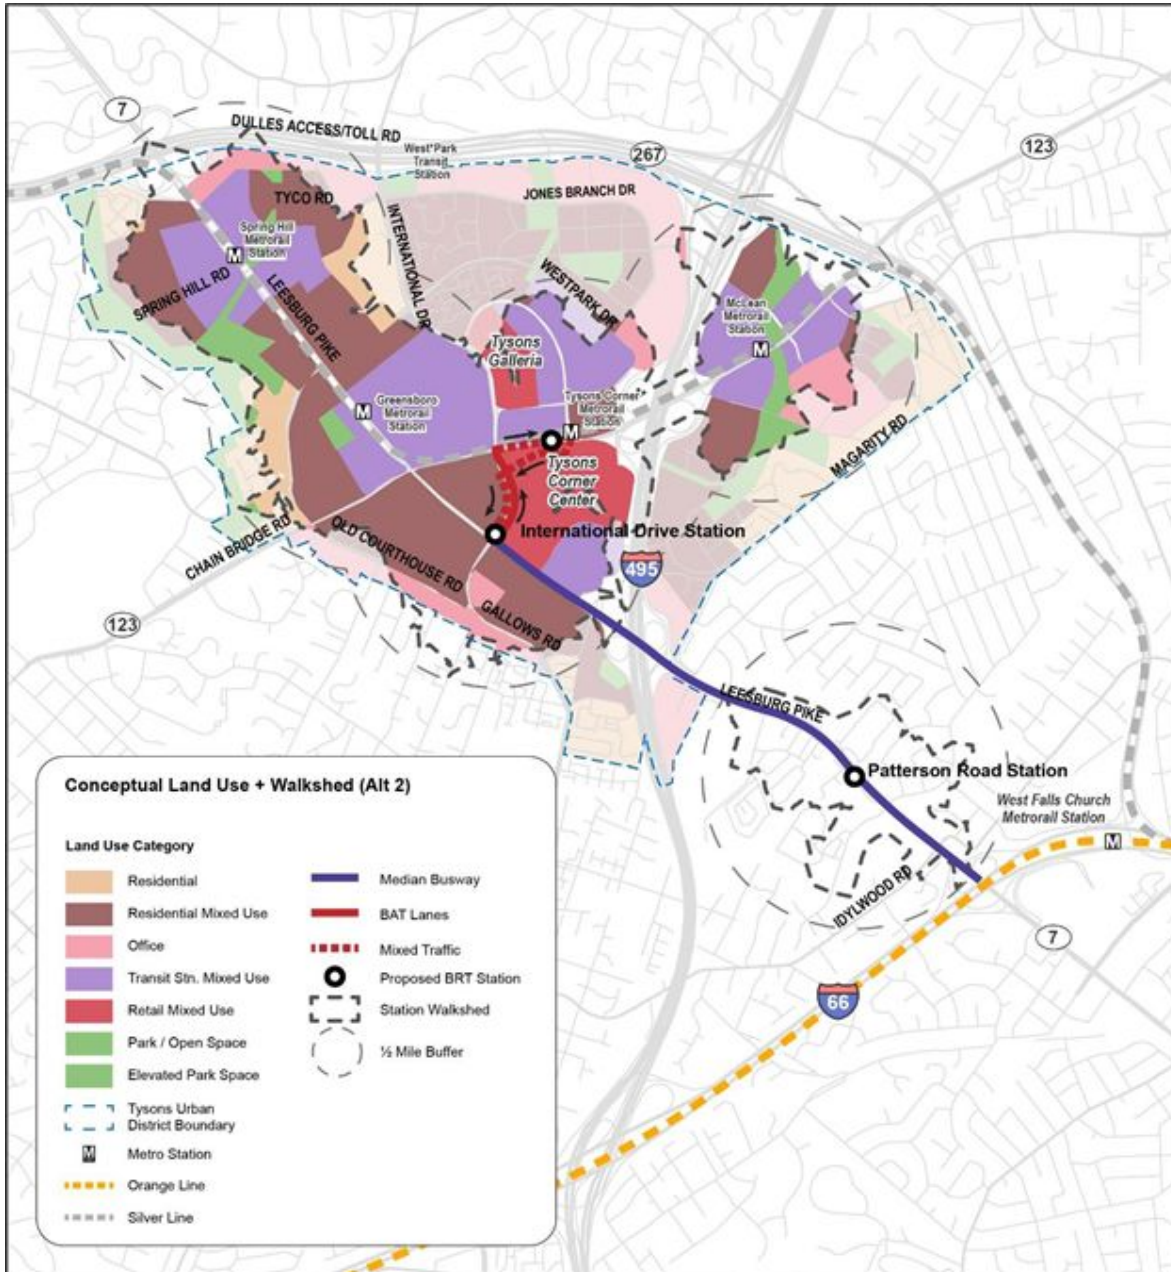 7
DULLES ACCESS/TOLL RD
West*Park
Transit
Station
267
123
JONES BRANCH DR
TYCO RD
Spring Hill
Metrorail
Station
M
INTERNATIONAL DR
SPRING HILL RD
LEESBURG PIKE
WESTPARK DR
McLean
Metrorail
Station
M
Tysons
Galleria
Greensboro
Metrorail
Station
M
Tysons Corner
Metrorail
Station
M
MAGARITY RD
Tysons
Corner
Center
International Drive Station
CHAIN BRIDGE RD
OLD COURTHOUSE RD
495
GALLOWS RD
123
LEESBURG PIKE
Patterson Road Station
West Falls Church
Metrorail Station
M
IDYLWOOD RD
7
66
Conceptual Land Use + Walkshed (Alt 2)
Land Use Category
Residential
Residential Mixed Use
Office
Transit Stn. Mixed Use
Retail Mixed Use
Park / Open Space
Elevated Park Space
Tysons Urban
District Boundary
M
Metro Station
Orange Line
Silver Line
Median Busway
BAT Lanes
Mixed Traffic
Proposed BRT Station
Station Walkshed
½ Mile Buffer